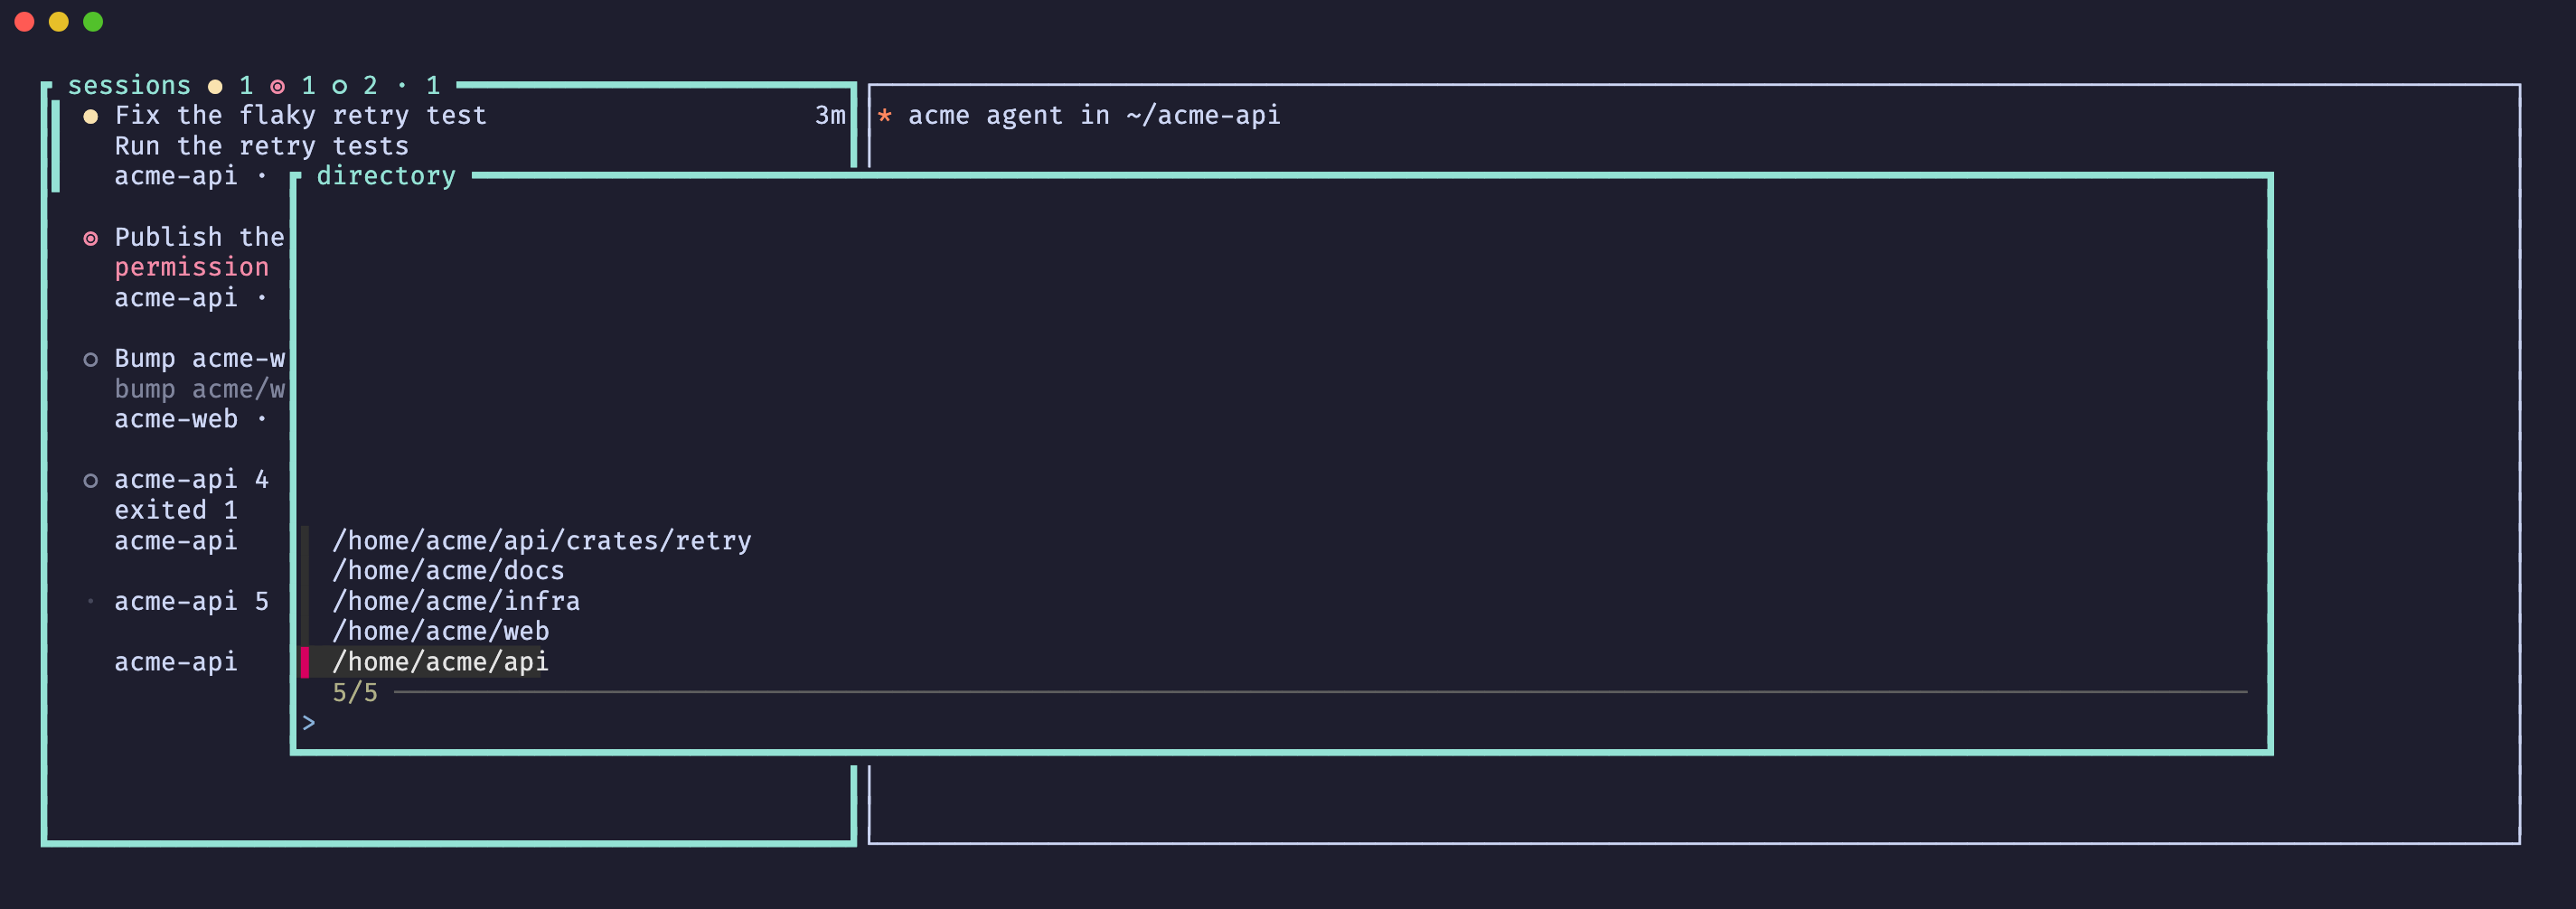 sessions ● 1 ◉ 1 ○ 2 · 1
● Fix the flaky retry test 3m
Run the retry tests
acme-api ·
◉ Publish the
permission
acme-api ·
○ Bump acme-w
bump acme/w
acme-web ·
○ acme-api 4
exited 1
acme-api
· acme-api 5
acme-api
* acme agent in ~/acme-api
directory
/home/acme/api/crates/retry
/home/acme/docs
/home/acme/infra
/home/acme/web
/home/acme/api
5/5
>